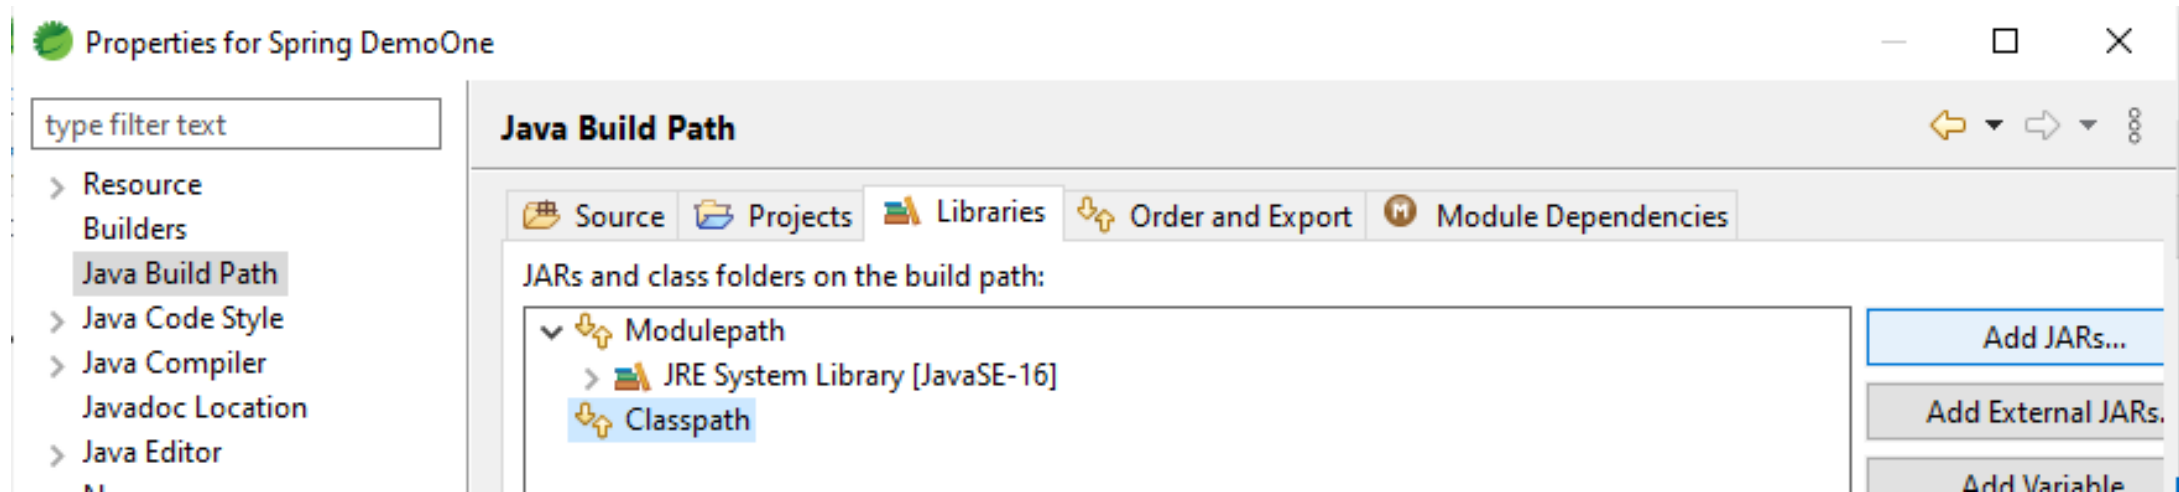 Properties for Spring DemoOne
type filter text
Resource
Builders
Java Build Path
Java Code Style
Java Compiler
Javadoc Location
Java Editor
Java Build Path
Source Projects Libraries Order and Export Module Dependencies
JARs and class folders on the build path:
Modulepath
JRE System Library [JavaSE-16]
Classpath
Add JARs...
Add External JARs.
Add Variable